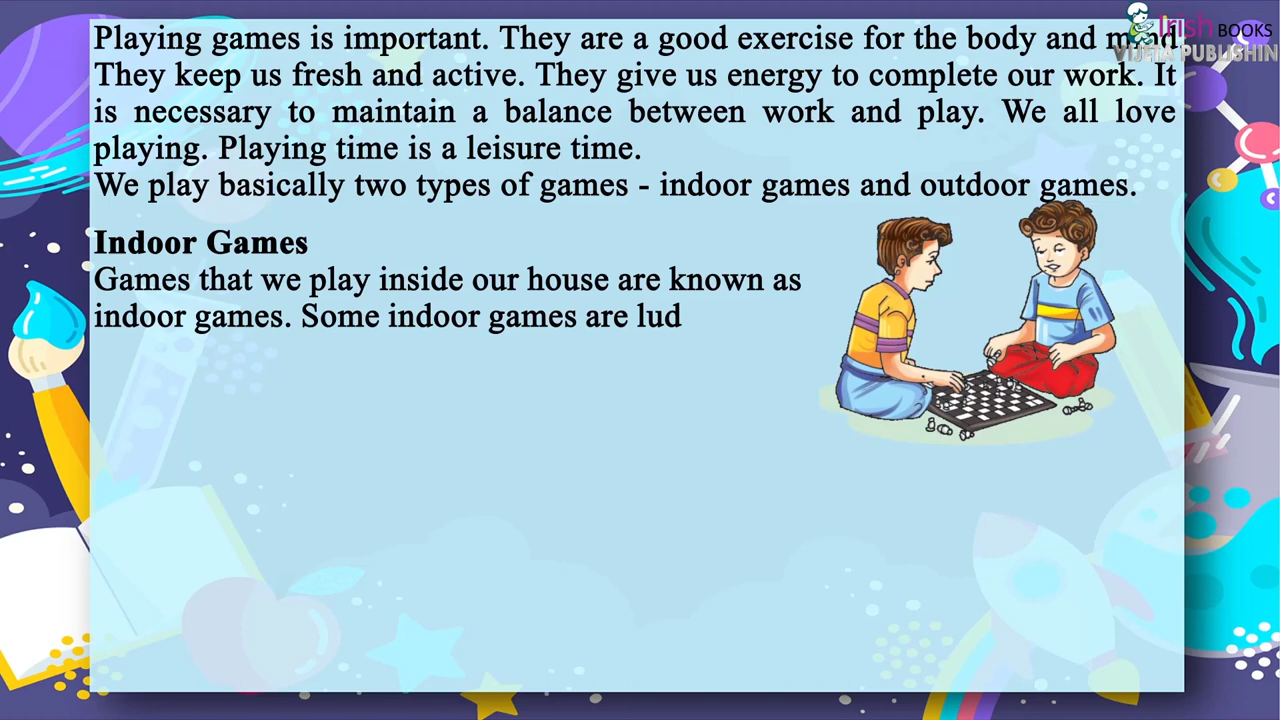 Playing games is important. They are a good exercise for the body and mind.
They keep us fresh and active. They give us energy to complete our work. It
is necessary to maintain a balance between work and play. We all love
playing. Playing time is a leisure time.
We play basically two types of games - indoor games and outdoor games.
Indoor Games
Games that we play inside our house are known as
indoor games. Some indoor games are lud
Irish BOOKS
VIJETA PUBLISHIN